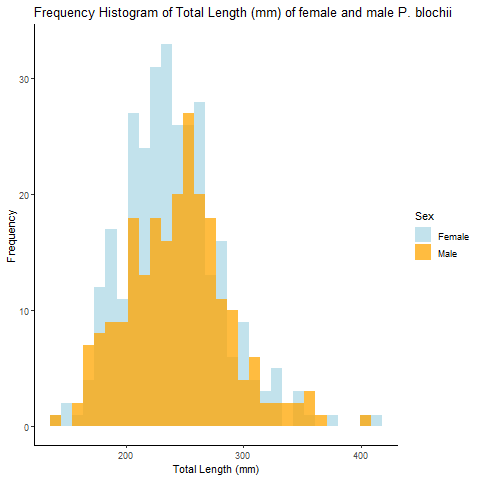 Frequency Histogram of Total Length (mm) of female and male P. blochii
30
20
10
0
Frequency
200
300
400
Total Length (mm)
Sex
Female
Male